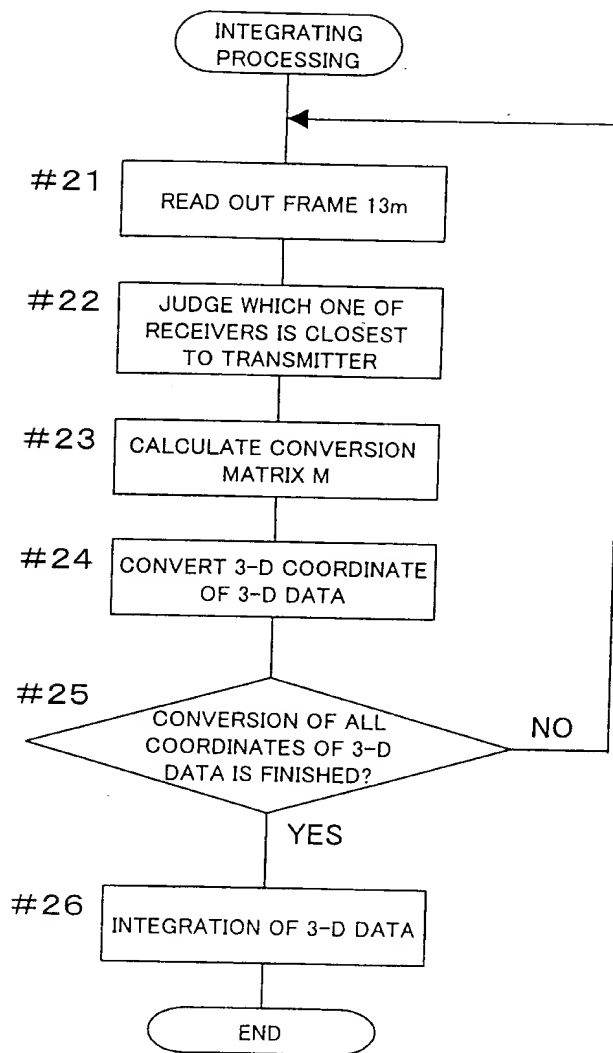 INTEGRATING
PROCESSING
#21
READ OUT FRAME 13m
#22
JUDGE WHICH ONE OF
RECEIVERS IS CLOSEST
TO TRANSMITTER
#23
CALCULATE CONVERSION
MATRIX M
#24
CONVERT 3-D COORDINATE
OF 3-D DATA
#25
CONVERSION OF ALL
COORDINATES OF 3-D
DATA IS FINISHED?
NO
YES
#26
INTEGRATION OF 3-D DATA
END